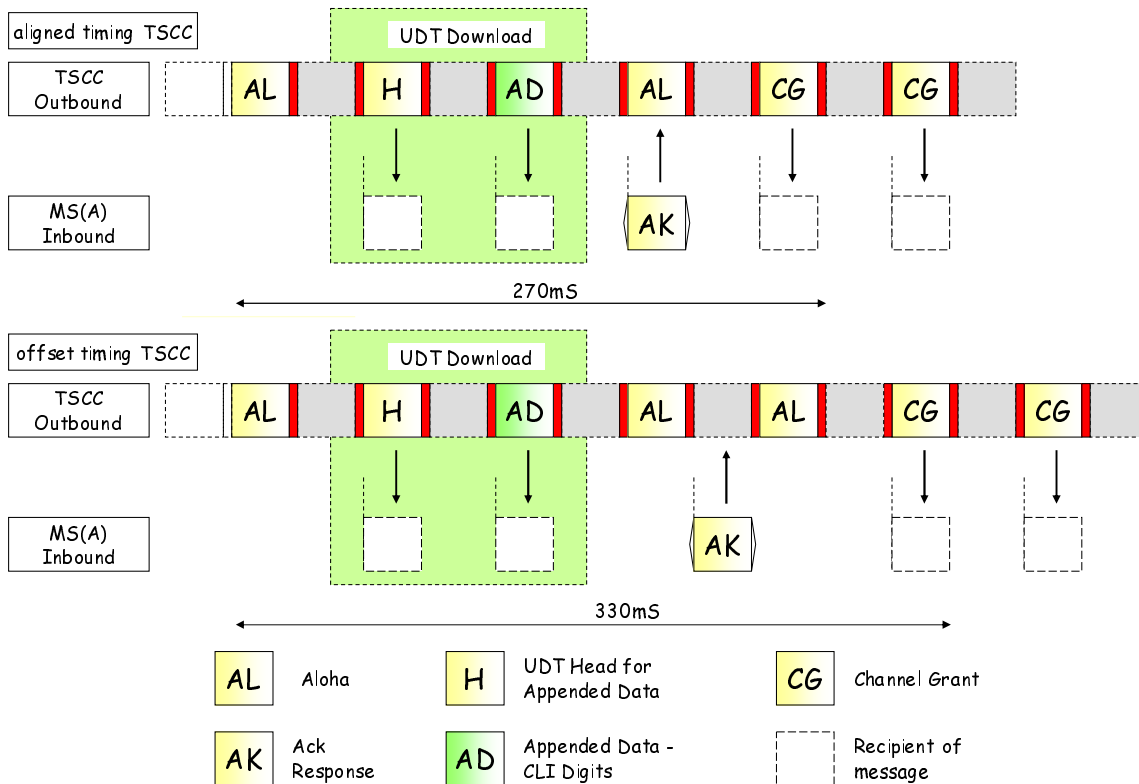 aligned timing TSCC
UDT Download
TSCC
Outbound
AL
H
AD
AL
CG
CG
MS(A)
Inbound
AK
270mS
offset timing TSCC
UDT Download
TSCC
Outbound
AL
H
AD
AL
AL
CG
CG
MS(A)
Inbound
AK
330mS
AL
Aloha
H
UDT Head for
Appended Data
CG
Channel Grant
AK
Ack
Response
AD
Appended Data -
CLI Digits
Recipient of
message